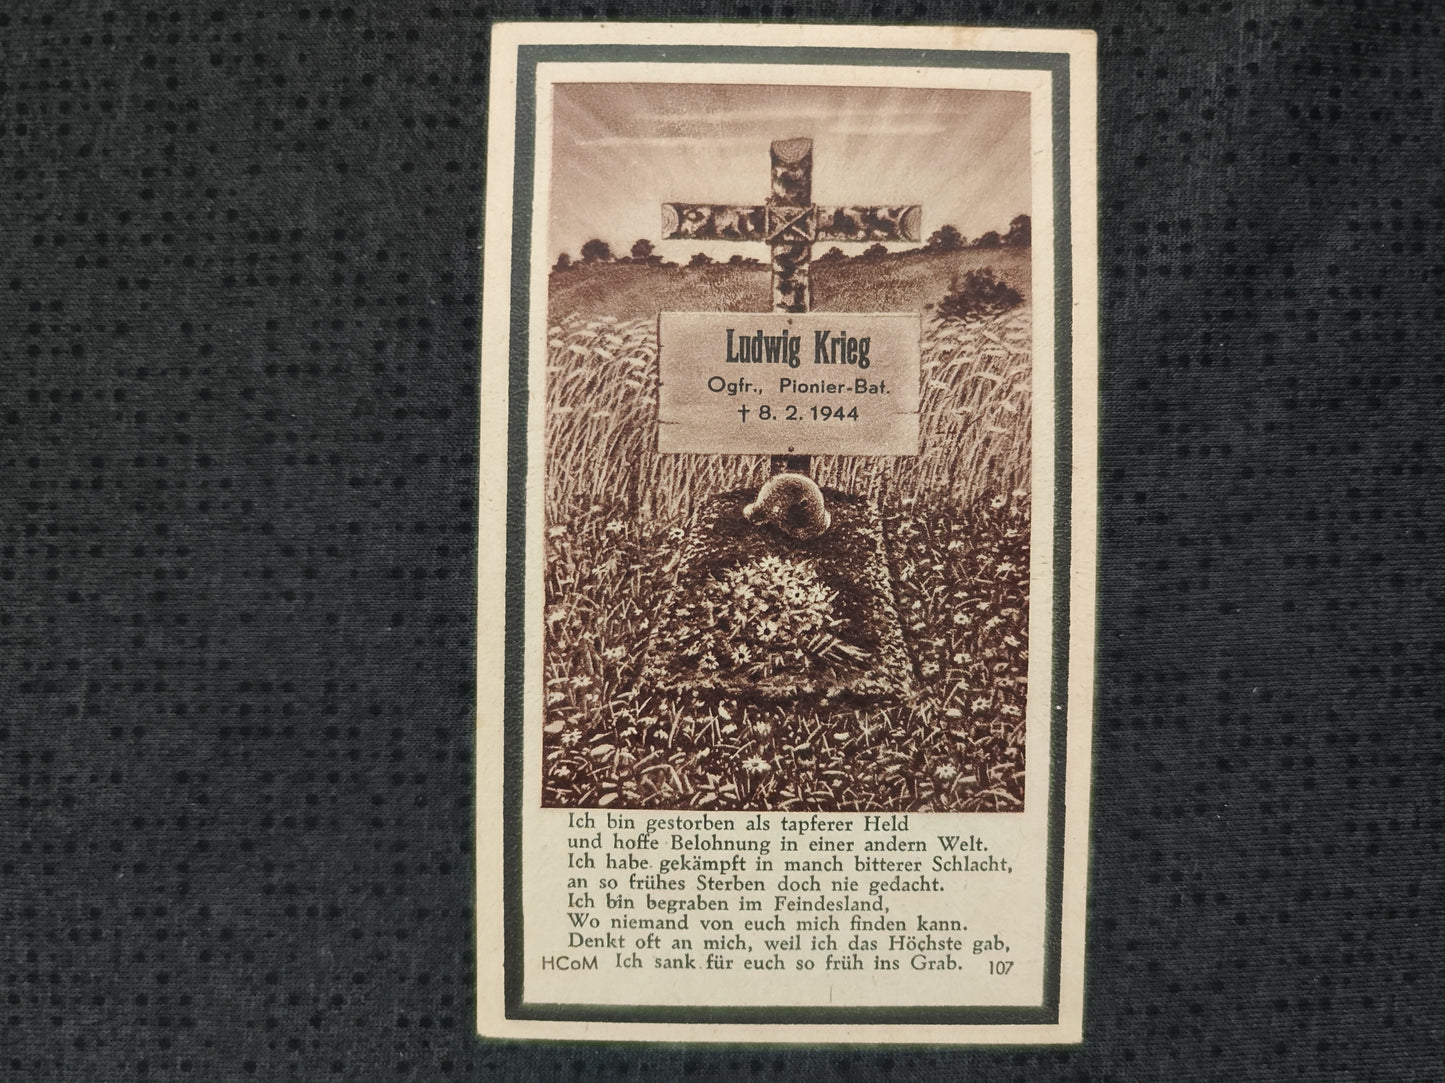 Ludwig Krieg
Ogfr., Pionier-Bat.
† 8. 2. 1944
Ich bin gestorben als tapferer Held
und hoffe Belohnung in einer andern Welt.
Ich habe gekämpft in manch bitterer Schlacht,
an so frühes Sterben doch nie gedacht.
Ich bin begraben im Feindesland,
Wo niemand von euch mich finden kann.
Denkt oft an mich, weil ich das Höchste gab,
HCoM Ich sank für euch so früh ins Grab. 107